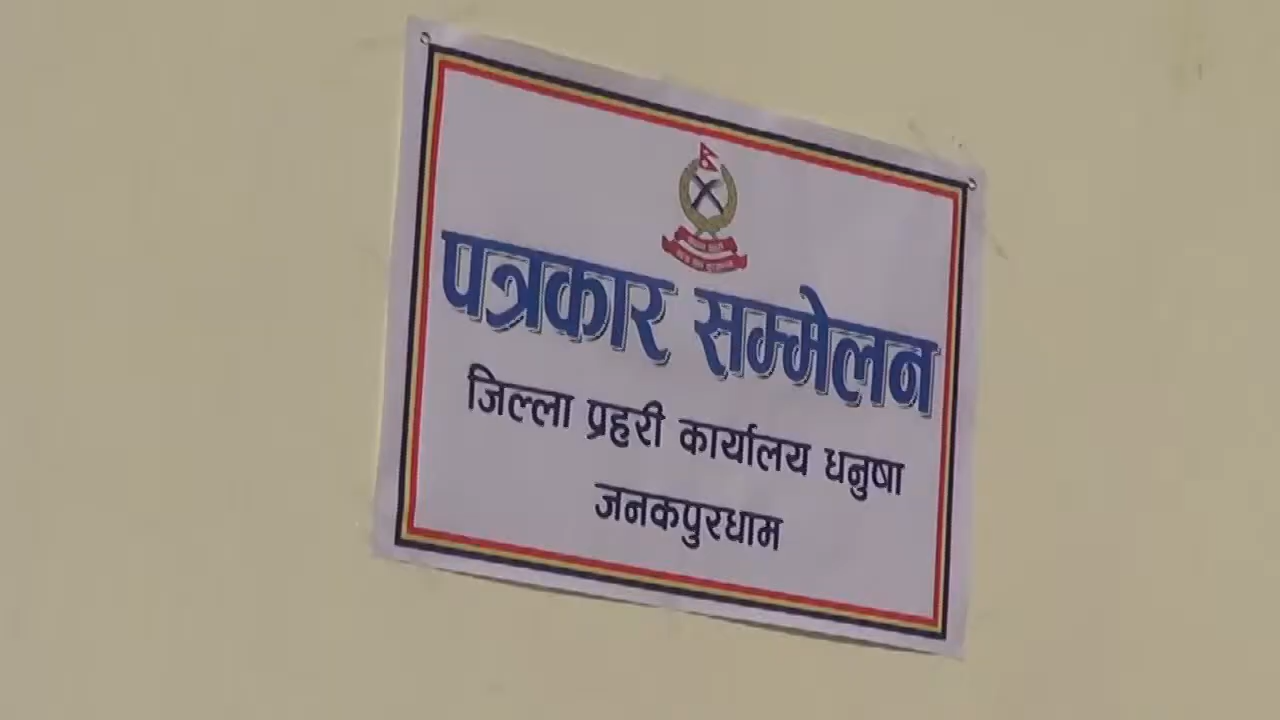 पत्रकार सम्मेलन
जिल्ला प्रहरी कार्यालय धनुषा
जनकपुरधाम